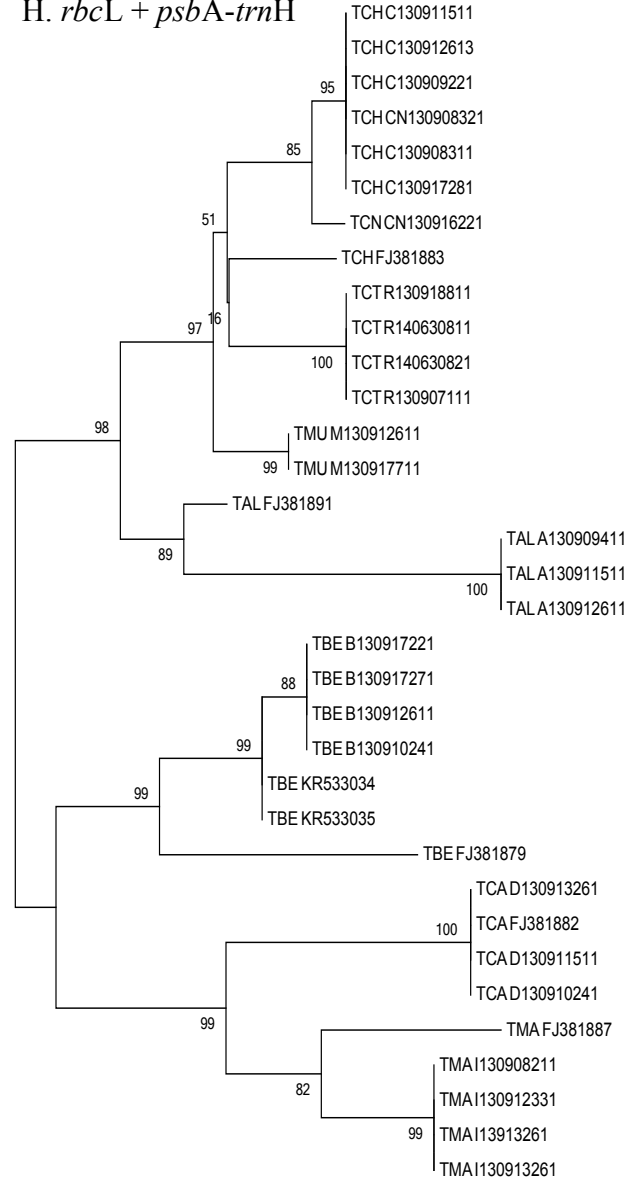 H. rbcL + psbA-trnH
TCHC130911511
TCHC130912613
95
TCHC130909221
TCHCN130908321
85
TCHC130908311
TCHC130917281
51
TCNCN130916221
TCHFJ381883
TCTR130918811
16
97
TCTR140630811
100
TCTR140630821
TCTR130907111
98
TMUM130912611
99
TMUM130917711
TALFJ381891
89
TALA130909411
TALA130911511
100
TALA130912611
TBEB130917221
88
TBEB130917271
TBEB130912611
99
TBEB130910241
TBEKR533034
99
TBEKR533035
TBEFJ381879
TCAD130913261
100
TCAFJ381882
TCAD130911511
TCAD130910241
99
TMAFJ381887
TMAI130908211
82
TMAI130912331
99
TMAI13913261
TMAI130913261